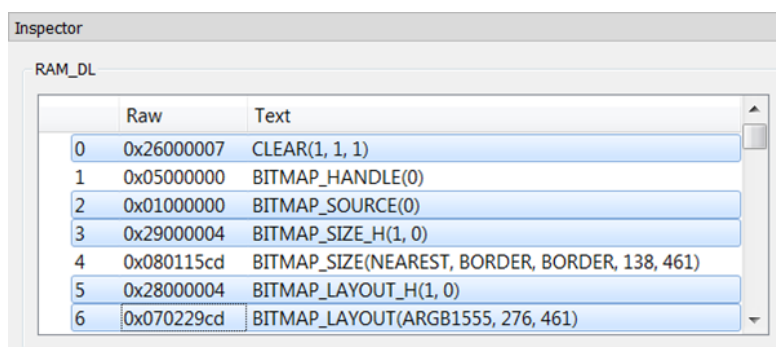 Inspector
RAM_DL
Raw Text
0 0x26000007 CLEAR(1, 1, 1)
1 0x05000000 BITMAP_HANDLE(0)
2 0x01000000 BITMAP_SOURCE(0)
3 0x29000004 BITMAP_SIZE_H(1, 0)
4 0x080115cd BITMAP_SIZE(NEAREST, BORDER, BORDER, 138, 461)
5 0x28000004 BITMAP_LAYOUT_H(1, 0)
6 0x070229cd BITMAP_LAYOUT(ARGB1555, 276, 461)